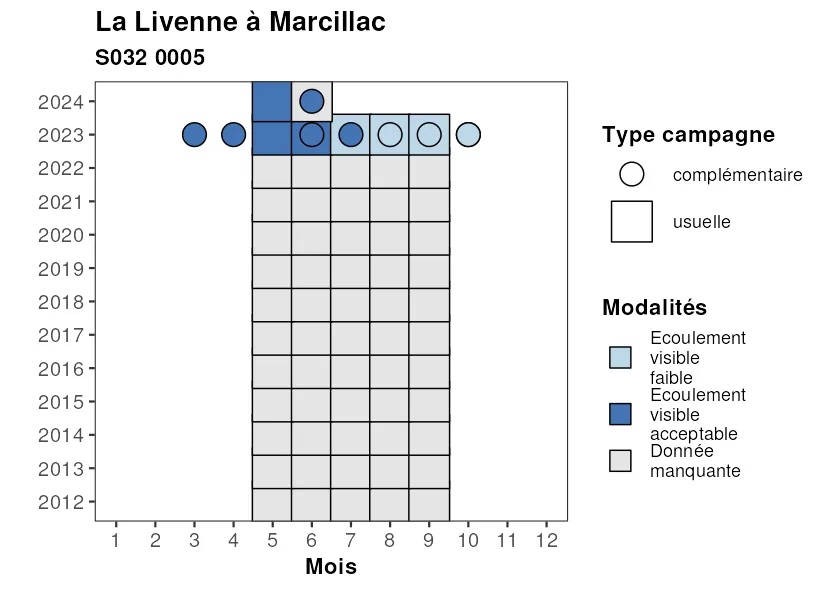 La Livenne à Marcillac
S032 0005
2024
2023
2022
2021
2020
2019
2018
2017
2016
2015
2014
2013
2012
1 2 3 4 5 6 7 8 9 10 11 12
Mois
Type campagne
complémentaire
usuelle
Modalités
Ecoulement
visible
faible
Ecoulement
visible
acceptable
Donnée
manquante